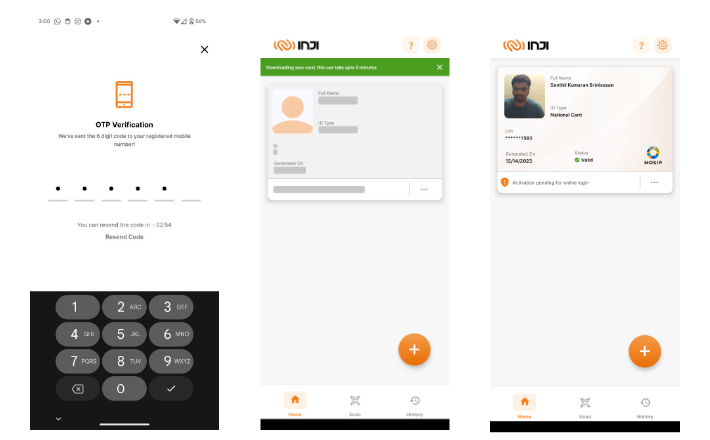 3:00
56%
OTP Verification
We've sent the 6 digit code to your registered mobile
number!
You can resend the code in : 02:54
Resend Code
1
2 ABC
3 DEF
4 GHI
5 JKL
6 MNO
7 PQRS
8 TUV
9 WXYZ
0
INJI
?
Downloading your card, this can take upto 5 minutes
Full Name
ID Type
ID
Generated On
...
+
Home
Scan
History
INJI
?
Full Name
Senthil Kumaran Srinivasan
ID Type
National Card
UIN
******1593
Generated On
Status
12/14/2023
Valid
MOSIP
Activation pending for online login
...
+
Home
Scan
History